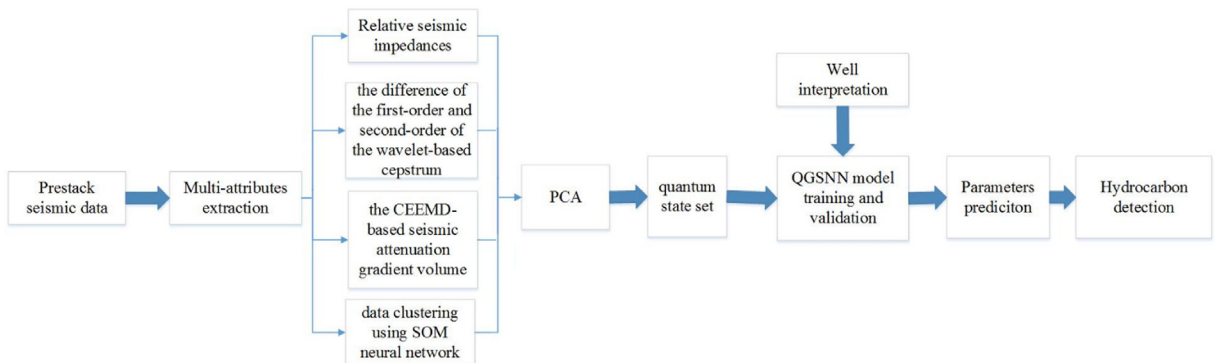 Prestack
seismic data
Multi-attributes
extraction
Relative seismic
impedances
the difference of
the first-order and
second-order of
the wavelet-based
cepstrum
the CEEMD-
based seismic
attenuation
gradient volume
data clustering
using SOM
neural network
PCA
quantum
state set
Well
interpretation
QGSNN model
training and
validation
Parameters
prediciton
Hydrocarbon
detection